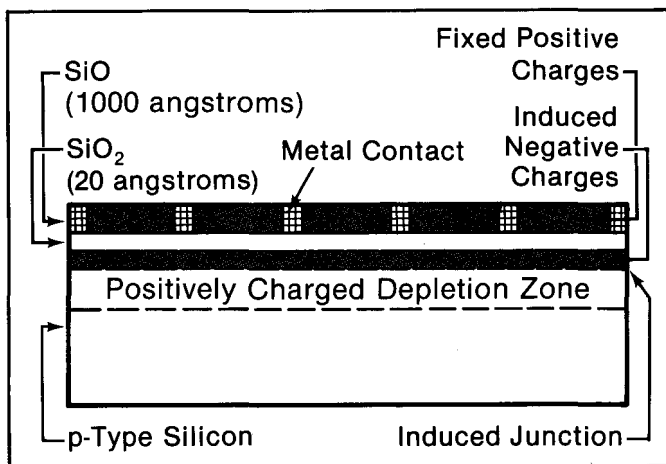 Fixed Positive
Charges
SiO
(1000 angstroms)
Induced
Negative
Charges
SiO₂
(20 angstroms)
Metal Contact
Positively Charged Depletion Zone
p-Type Silicon
Induced Junction